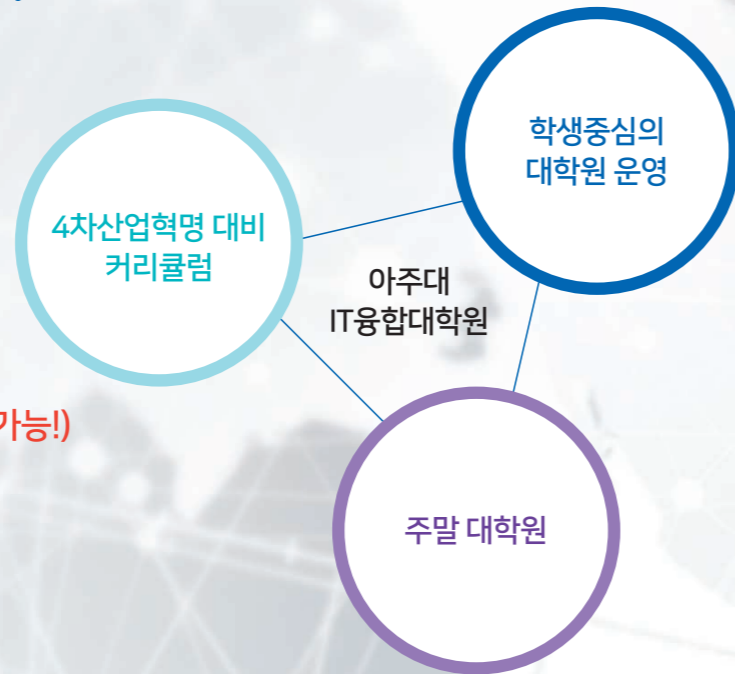 학생중심의
대학원 운영
4차산업혁명 대비
커리큘럼
아주대
IT융합대학원
가능!)
주말 대학원